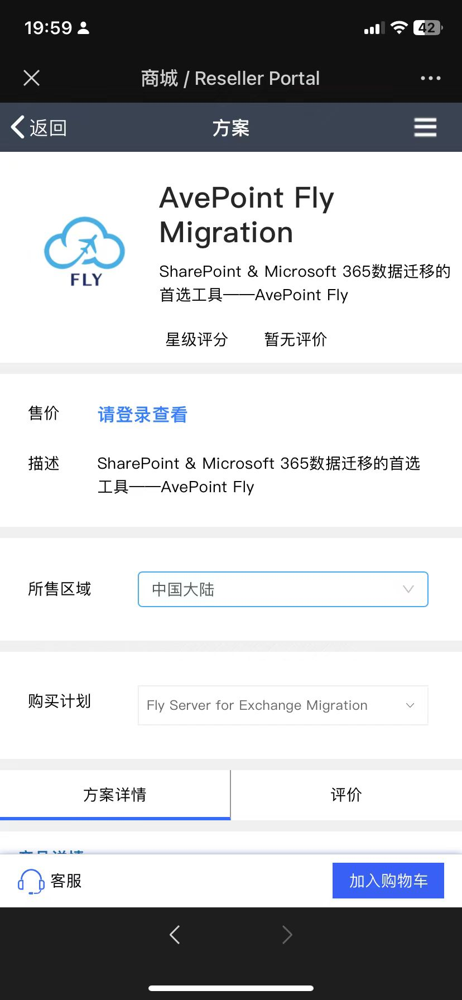 19:59
42
商城 / Reseller Portal
返回
方案
AvePoint Fly
Migration
FLY
SharePoint & Microsoft 365数据迁移的
首选工具——AvePoint Fly
星级评分 暂无评价
售价 请登录查看
描述 SharePoint & Microsoft 365数据迁移的首选
工具——AvePoint Fly
所售区域 中国大陆
购买计划 Fly Server for Exchange Migration
方案详情 评价
客服 加入购物车